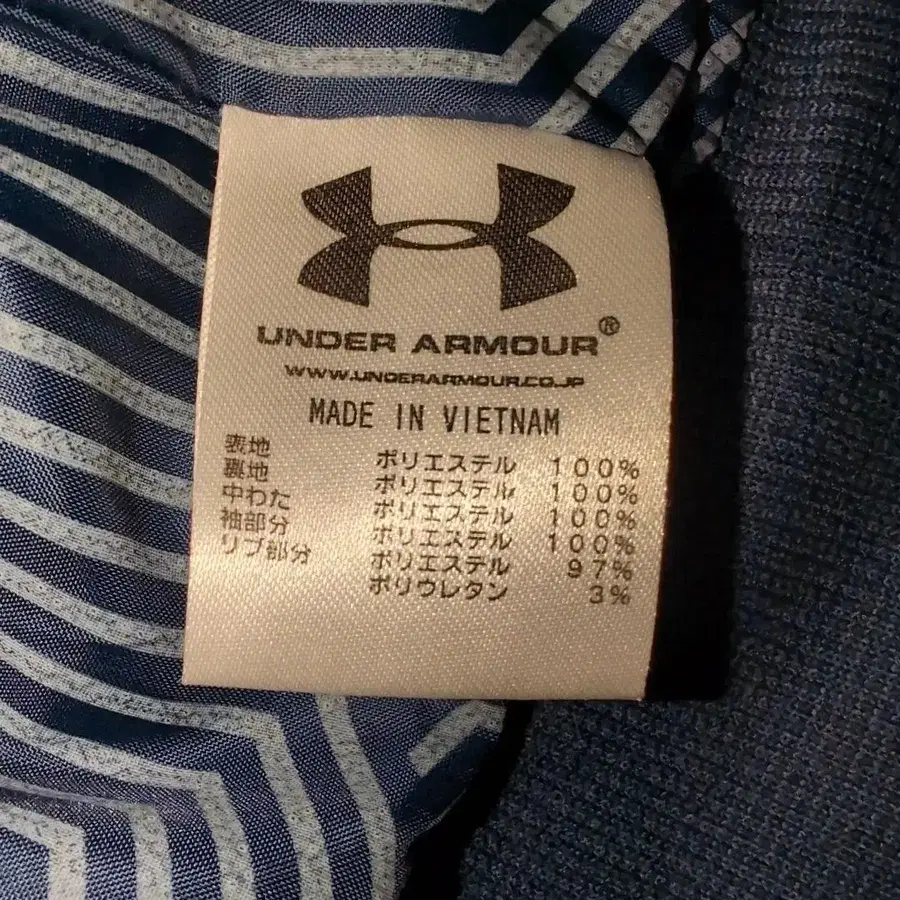 UNDER ARMOUR®
WWW.UNDERARMOUR.CO.JP
MADE IN VIETNAM
表地 ポリエステル 100%
裏地 ポリエステル 100%
中わた ポリエステル 100%
袖部分 ポリエステル 100%
リブ部分 ポリエステル 97%
ポリウレタン 3%